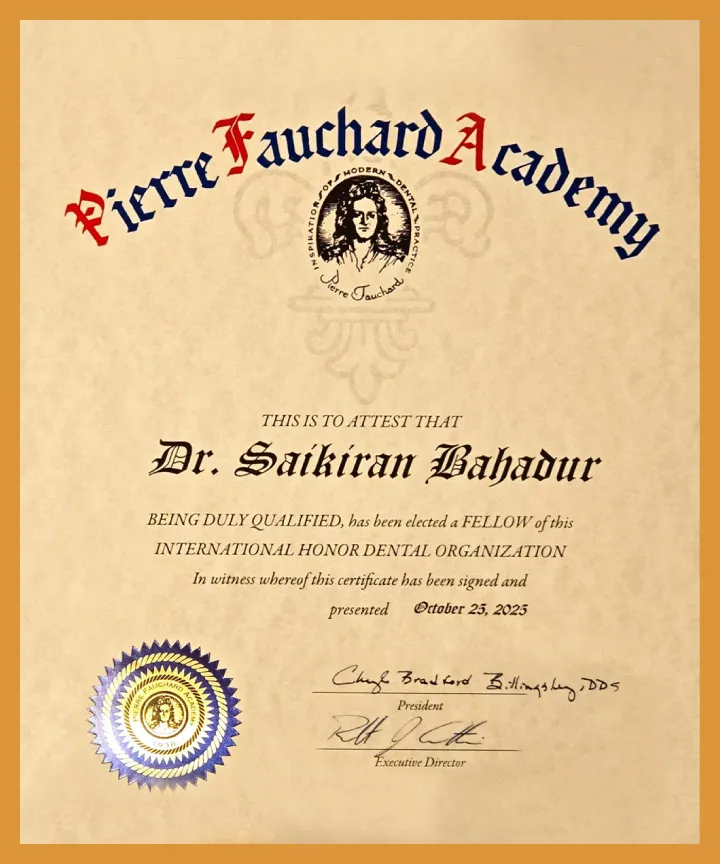 Pierre Fauchard Academy
INSPIRATION OF MODERN DENTAL PRACTICE
Pierre Fauchard
THIS IS TO ATTEST THAT
Dr. Saikiran Bahadur
BEING DULY QUALIFIED, has been elected a FELLOW of this
INTERNATIONAL HONOR DENTAL ORGANIZATION
In witness whereof this certificate has been signed and
presented October 25, 2025
Cheryl Bradford Billingsley, DDS
President
Executive Director
PIERRE FAUCHARD ACADEMY
1936